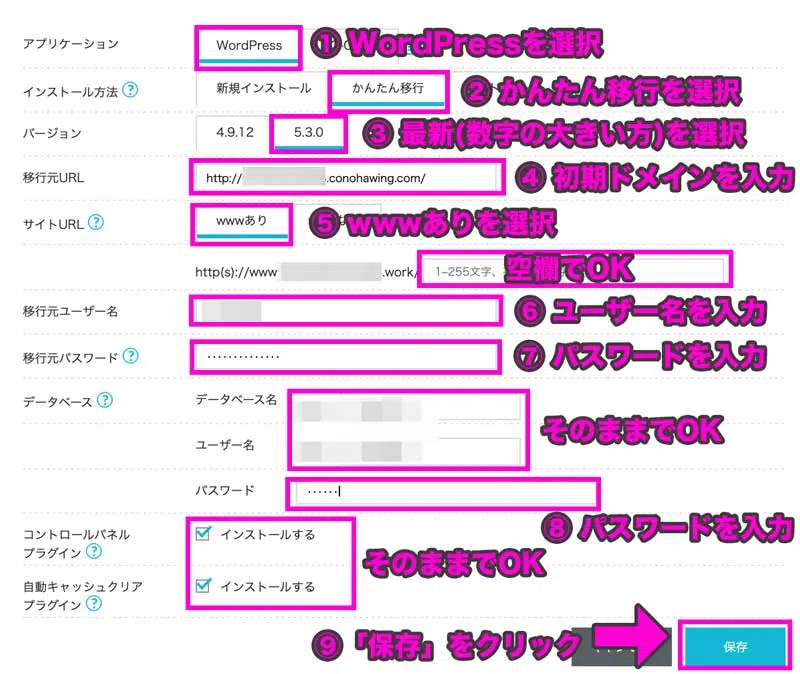 アプリケーション WordPress ① WordPressを選択
インストール方法 ? 新規インストール かんたん移行 ② かんたん移行を選択
バージョン 4.9.12 5.3.0 ③ 最新(数字の大きい方)を選択
移行元URL http:// .conohawing.com/ ④ 初期ドメインを入力
サイトURL ? wwwあり ⑤ wwwありを選択
http(s)://www .work/ 1-255文字、 空欄でOK
移行元ユーザー名 ⑥ ユーザー名を入力
移行元パスワード ? ·············· ⑦ パスワードを入力
データベース ? データベース名
そのままでOK
ユーザー名
パスワード ······
⑧ パスワードを入力
コントロールパネル
プラグイン ? インストールする
そのままでOK
自動キャッシュクリア
プラグイン ? インストールする
⑨ 「保存」をクリック 保存